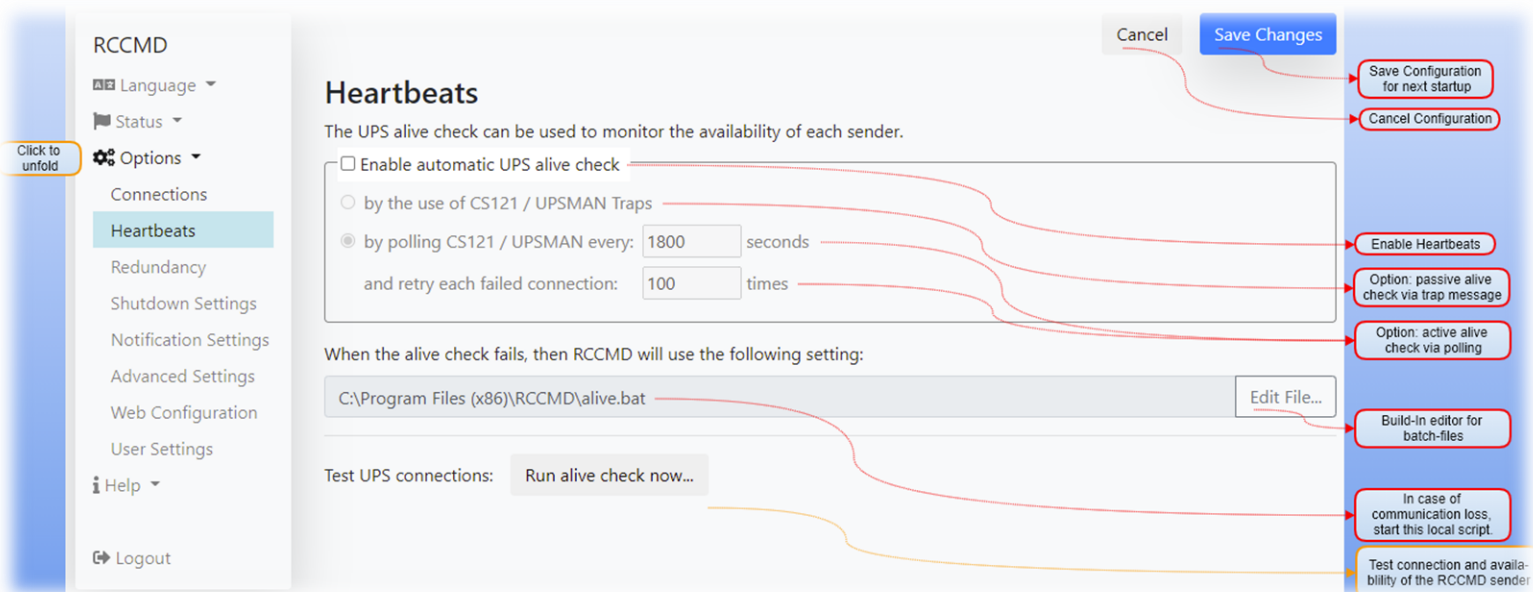 RCCMD
Language
Status
Click to
unfold
Options
Connections
Heartbeats
Redundancy
Shutdown Settings
Notification Settings
Advanced Settings
Web Configuration
User Settings
Help
Logout
Cancel
Save Changes
Heartbeats
The UPS alive check can be used to monitor the availability of each sender.
Enable automatic UPS alive check
by the use of CS121 / UPSMAN Traps
by polling CS121 / UPSMAN every: 1800 seconds
and retry each failed connection: 100 times
When the alive check fails, then RCCMD will use the following setting:
C:\Program Files (x86)\RCCMD\alive.bat
Edit File...
Test UPS connections:
Run alive check now...
Save Configuration
for next startup
Cancel Configuration
Enable Heartbeats
Option: passive alive
check via trap message
Option: active alive
check via polling
Build-In editor for
batch-files
In case of
communication loss,
start this local script.
Test connection and availa-
blility of the RCCMD sender